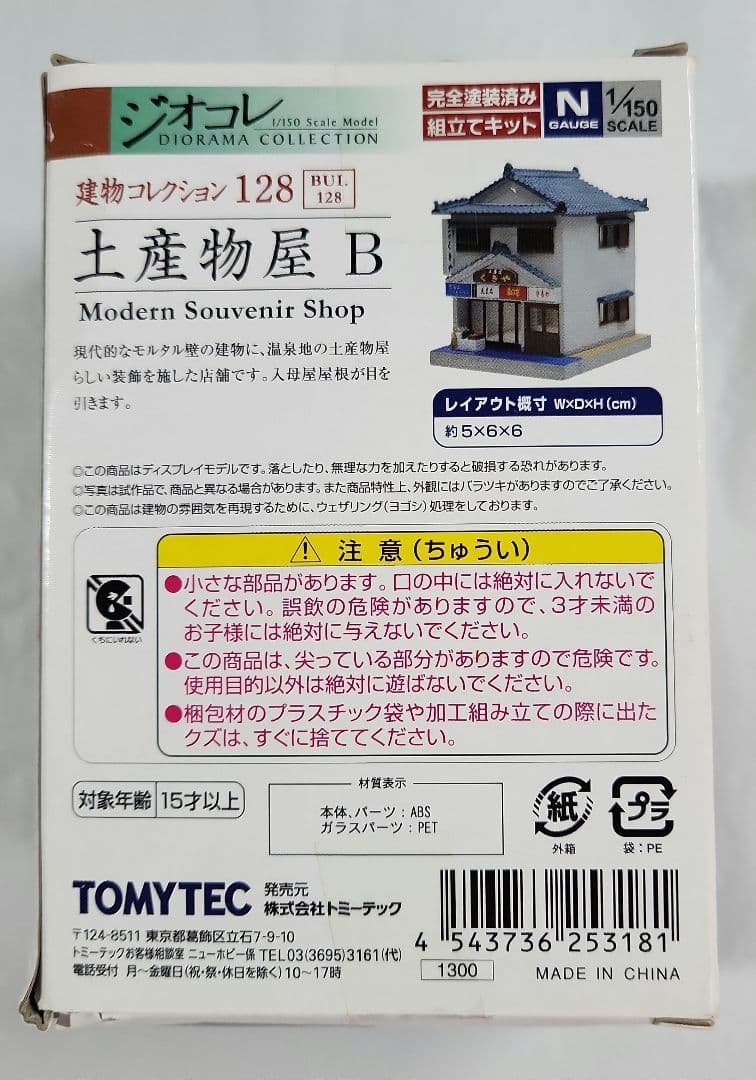 ジオコレ
1/150 Scale Model
DIORAMA COLLECTION
完全塗装済み
組立てキット
N
GAUGE
1/150
SCALE
建物コレクション 128
BUI.
128
土産物屋 B
Modern Souvenir Shop
現代的なモルタル壁の建物に、温泉地の土産物屋
らしい装飾を施した店舗です。入母屋屋根が目を
引きます。
くきや
レイアウト概寸 W×D×H(cm)
約5×6×6
◎この商品はディスプレイモデルです。落としたり、無理な力を加えたりすると破損する恐れがあります。
◎写真は試作品で、商品と異なる場合があります。また商品特性上、外観にはバラツキがありますのでご了承ください。
◎この商品は建物の雰囲気を再現するために、ウェザリング(ヨゴシ)処理をしております。
⚠ 注 意(ちゅうい)
くちにいれない
●小さな部品があります。口の中には絶対に入れないで
ください。誤飲の危険がありますので、3才未満の
お子様には絶対に与えないでください。
●この商品は、尖っている部分がありますので危険です。
使用目的以外は絶対に遊ばないでください。
●梱包材のプラスチック袋や加工組み立ての際に出た
クズは、すぐに捨ててください。
対象年齢 15才以上
材質表示
本体、パーツ:ABS
ガラスパーツ:PET
紙
外箱
プラ
袋:PE
TOMYTEC
発売元
株式会社トミーテック
〒124-8511 東京都葛飾区立石7-9-10
トミーテックお客様相談室 ニューホビー係 TEL03(3695)3161(代)
電話受付 月〜金曜日(祝・祭・休日を除く)10〜17時
4 543736 253181
1300
MADE IN CHINA